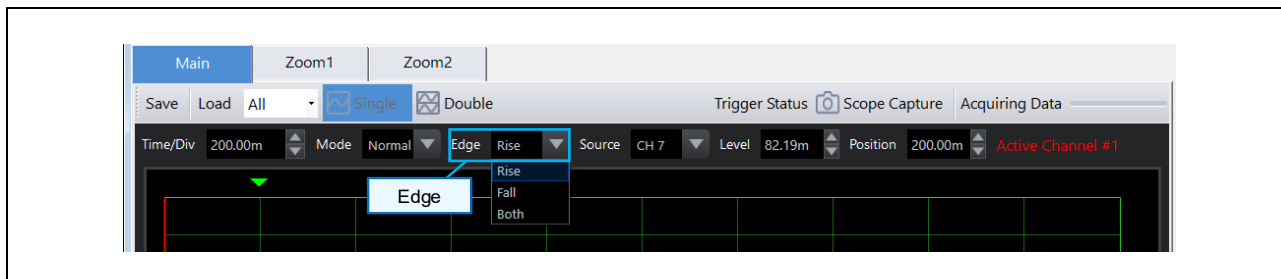 Main Zoom1 Zoom2
Save Load All Single Double Trigger Status Scope Capture Acquiring Data
Time/Div 200.00m Mode Normal Edge Rise Source CH 7 Level 82.19m Position 200.00m Active Channel #1
Rise
Edge
Fall
Both